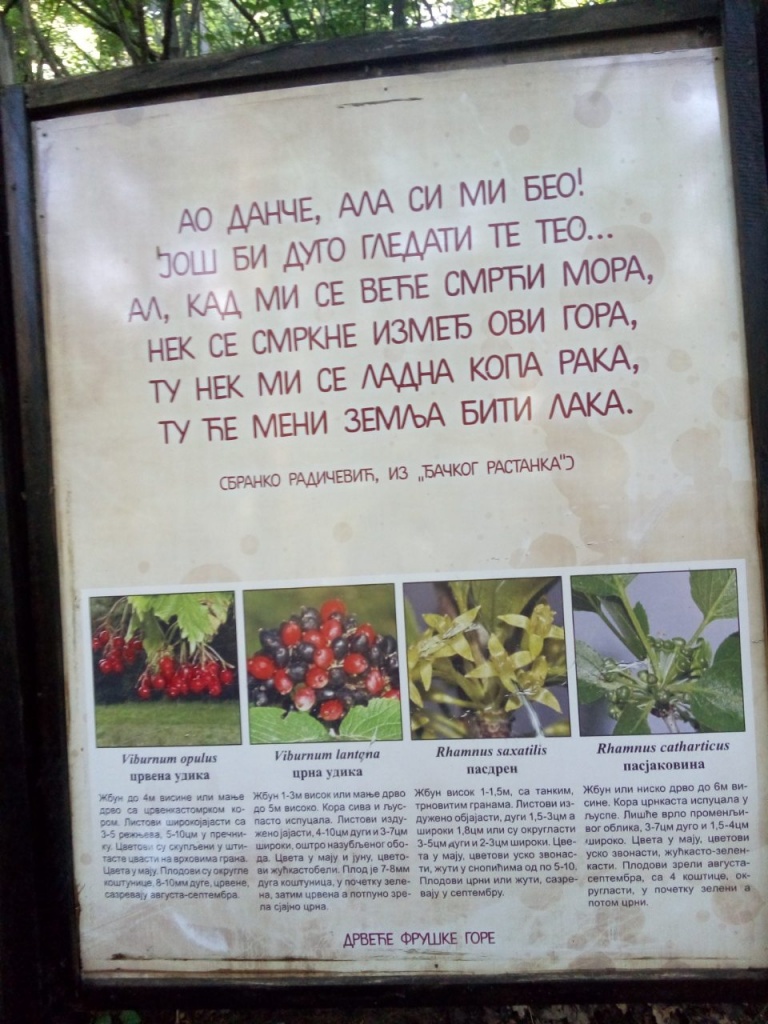 АО ДАНЧЕ, АЛА СИ МИ БЕО!
ЈОШ БИ ДУГО ГЛЕДАТИ ТЕ ТЕО...
АЛ, КАД МИ СЕ ВЕЋЕ СМРЋИ МОРА,
НЕК СЕ СМРКНЕ ИЗМЕЂ ОВИ ГОРА,
ТУ НЕК МИ СЕ ЛАДНА КОПА РАКА,
ТУ ЋЕ МЕНИ ЗЕМЉА БИТИ ЛАКА.
(БРАНКО РАДИЧЕВИЋ, ИЗ „ЂАЧКОГ РАСТАНКА")
Viburnum opulus
црвена удика
Жбун до 4м висине или мање
дрво са црвенкастомрком ко-
ром. Листови широкојајасти са
3-5 режњева, 5-10цм у пречни-
ку. Цветови су скупљени у шти-
тасте цвасти на врховима грана.
Цвета у мају. Плодови су округле
коштунице, 8-10мм дуге, црвене,
сазревају августа-септембра.
Viburnum lantana
црна удика
Жбун 1-3м висок или мање дрво
до 5м високо. Кора сива и љус-
пасто испуцала. Листови изду-
жено јајасти, 4-10цм дуги и 3-7цм
широки, оштро назубљеног обо-
да. Цвета у мају и јуну, цвето-
ви жућкастобели. Плод је 7-8мм
дуга коштуница, у почетку зеле-
на, затим црвена а потпуно зре-
ла сјајно црна.
Rhamnus saxatilis
пасдрен
Жбун висок 1-1,5м, са танким,
трновитим гранама. Листови из-
дужено објајасти, дуги 1,5-3цм а
широки 1,8цм или су округласти
3-5цм дуги и 2-3цм широки. Цве-
та у мају, цветови уско звонас-
ти, жути у снопићима од по 5-10.
Плодови црни или жути, сазре-
вају у септембру.
Rhamnus catharticus
пасјаковина
Жбун или ниско дрво до 6м ви-
сине. Кора црнкаста испуцала у
љуспе. Лишће врло променљи-
вог облика, 3-7цм дуго и 1,5-4цм
широко. Цвета у мају, цветови
уско звонасти, жућкасто-зелен-
касти. Плодови зрели августа-
септембра, са 4 коштице, ок-
ругласти, у почетку зелени а
потом црни.
ДРВЕЋЕ ФРУШКЕ ГОРЕ